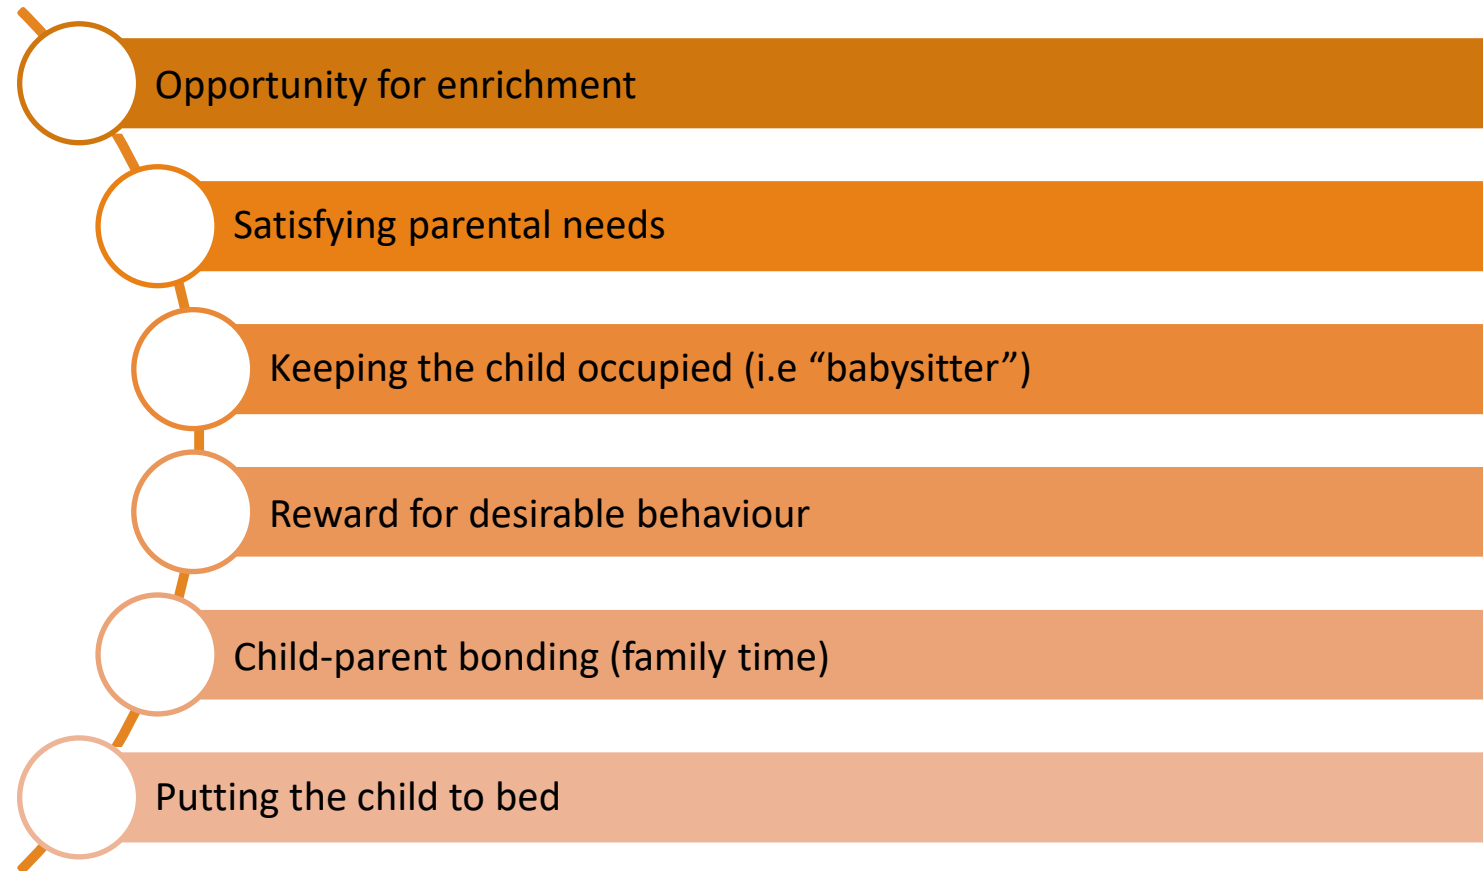 Opportunity for enrichment
Satisfying parental needs
Keeping the child occupied (i.e “babysitter”)
Reward for desirable behaviour
Child-parent bonding (family time)
Putting the child to bed